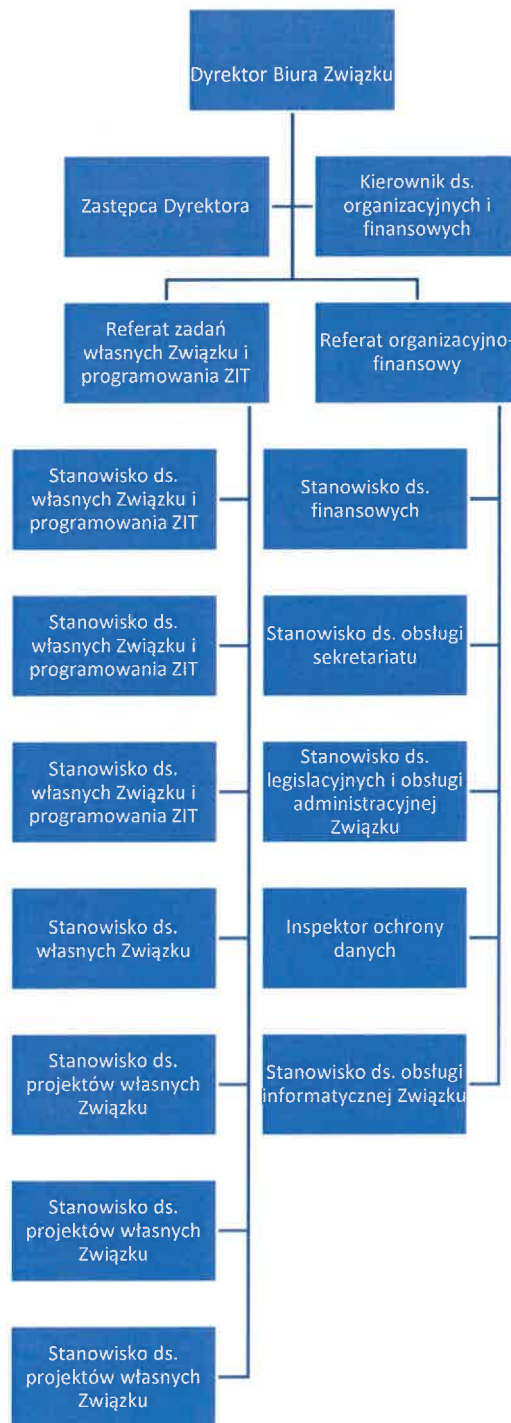 Dyrektor Biura Związku
Zastępca Dyrektora
Kierownik ds.
organizacyjnych i
finansowych
Referat zadań
własnych Związku i
programowania ZIT
Referat organizacyjno-
finansowy
Stanowisko ds.
własnych Związku i
programowania ZIT
Stanowisko ds.
własnych Związku i
programowania ZIT
Stanowisko ds.
własnych Związku i
programowania ZIT
Stanowisko ds.
własnych Związku
Stanowisko ds.
projektów własnych
Związku
Stanowisko ds.
projektów własnych
Związku
Stanowisko ds.
projektów własnych
Związku
Stanowisko ds.
finansowych
Stanowisko ds. obsługi
sekretariatu
Stanowisko ds.
legislacyjnych i obsługi
administracyjnej
Związku
Inspektor ochrony
danych
Stanowisko ds. obsługi
informatycznej Związku